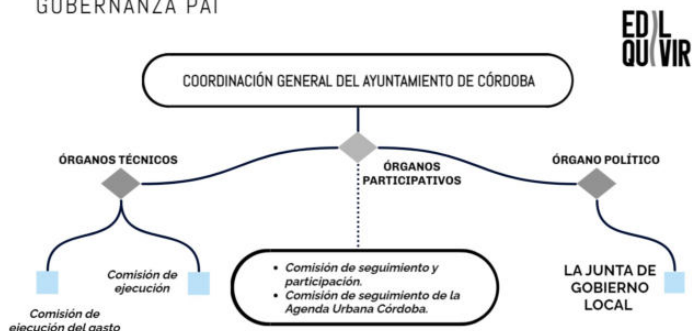 GOBERNANZA PAI
EDIL
QUIVIR
COORDINACIÓN GENERAL DEL AYUNTAMIENTO DE CÓRDOBA
ÓRGANOS TÉCNICOS
ÓRGANOS
PARTICIPATIVOS
ÓRGANO POLÍTICO
Comisión de
ejecución
Comisión de
ejecución del gasto
• Comisión de seguimiento y
participación.
• Comisión de seguimiento de la
Agenda Urbana Córdoba.
LA JUNTA DE
GOBIERNO
LOCAL